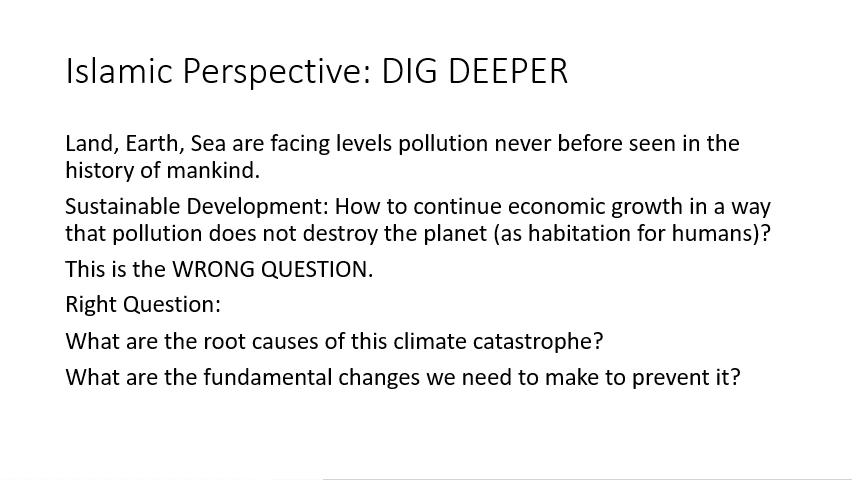 Islamic Perspective: DIG DEEPER
Land, Earth, Sea are facing levels pollution never before seen in the
history of mankind.
Sustainable Development: How to continue economic growth in a way
that pollution does not destroy the planet (as habitation for humans)?
This is the WRONG QUESTION.
Right Question:
What are the root causes of this climate catastrophe?
What are the fundamental changes we need to make to prevent it?